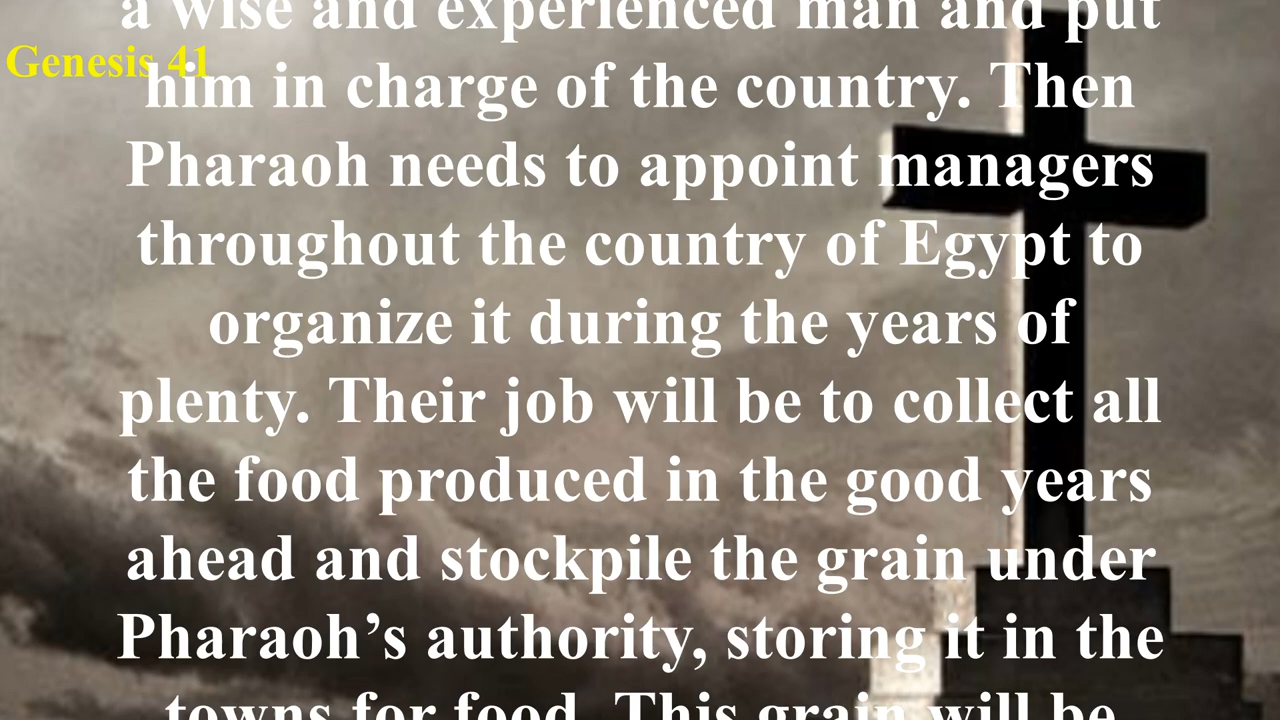 a wise and experienced man and put
Genesis 41
him in charge of the country. Then
Pharaoh needs to appoint managers
throughout the country of Egypt to
organize it during the years of
plenty. Their job will be to collect all
the food produced in the good years
ahead and stockpile the grain under
Pharaoh’s authority, storing it in the
towns for food. This grain will be